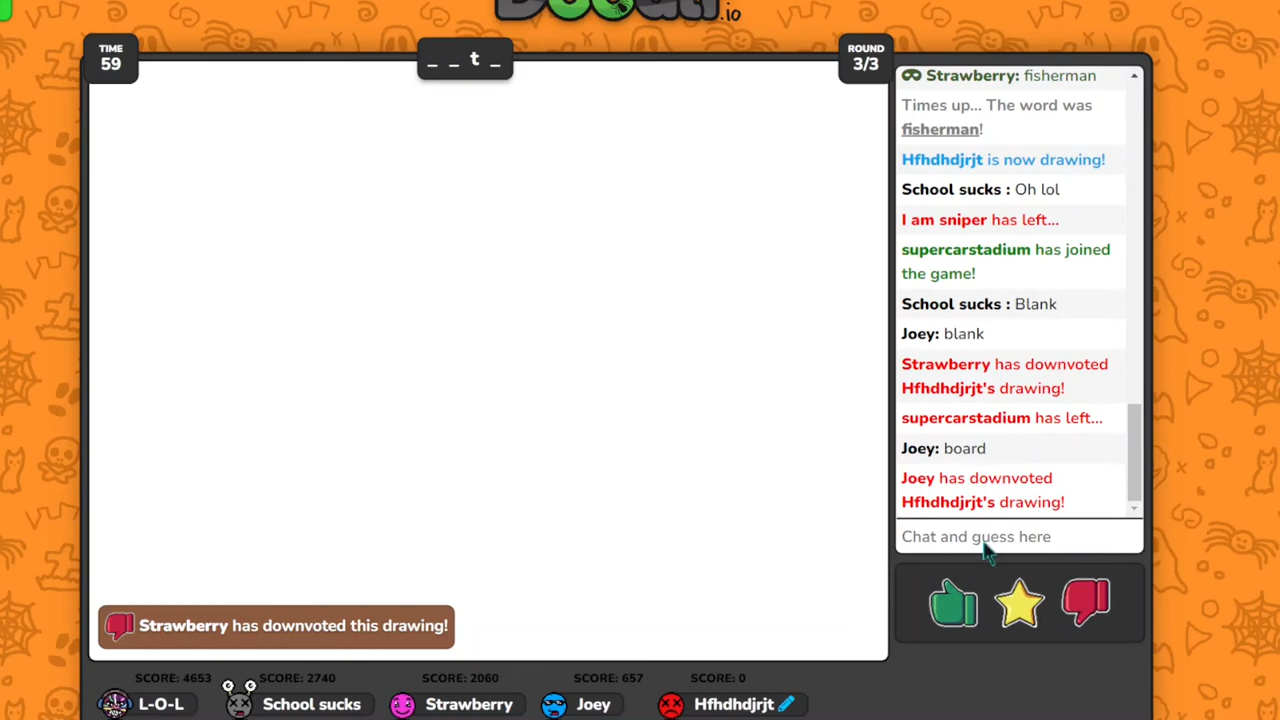 Doodli.io
TIME
59
_ _ t _
ROUND
3/3
Strawberry: fisherman
Times up... The word was
fisherman!
Hfhdhdjrjt is now drawing!
School sucks : Oh lol
I am sniper has left...
supercarstadium has joined
the game!
School sucks : Blank
Joey: blank
Strawberry has downvoted
Hfhdhdjrjt's drawing!
supercarstadium has left...
Joey: board
Joey has downvoted
Hfhdhdjrjt's drawing!
Chat and guess here
Strawberry has downvoted this drawing!
SCORE: 4653 SCORE: 2740 SCORE: 2060 SCORE: 657 SCORE: 0
L-O-L School sucks Strawberry Joey Hfhdhdjrjt